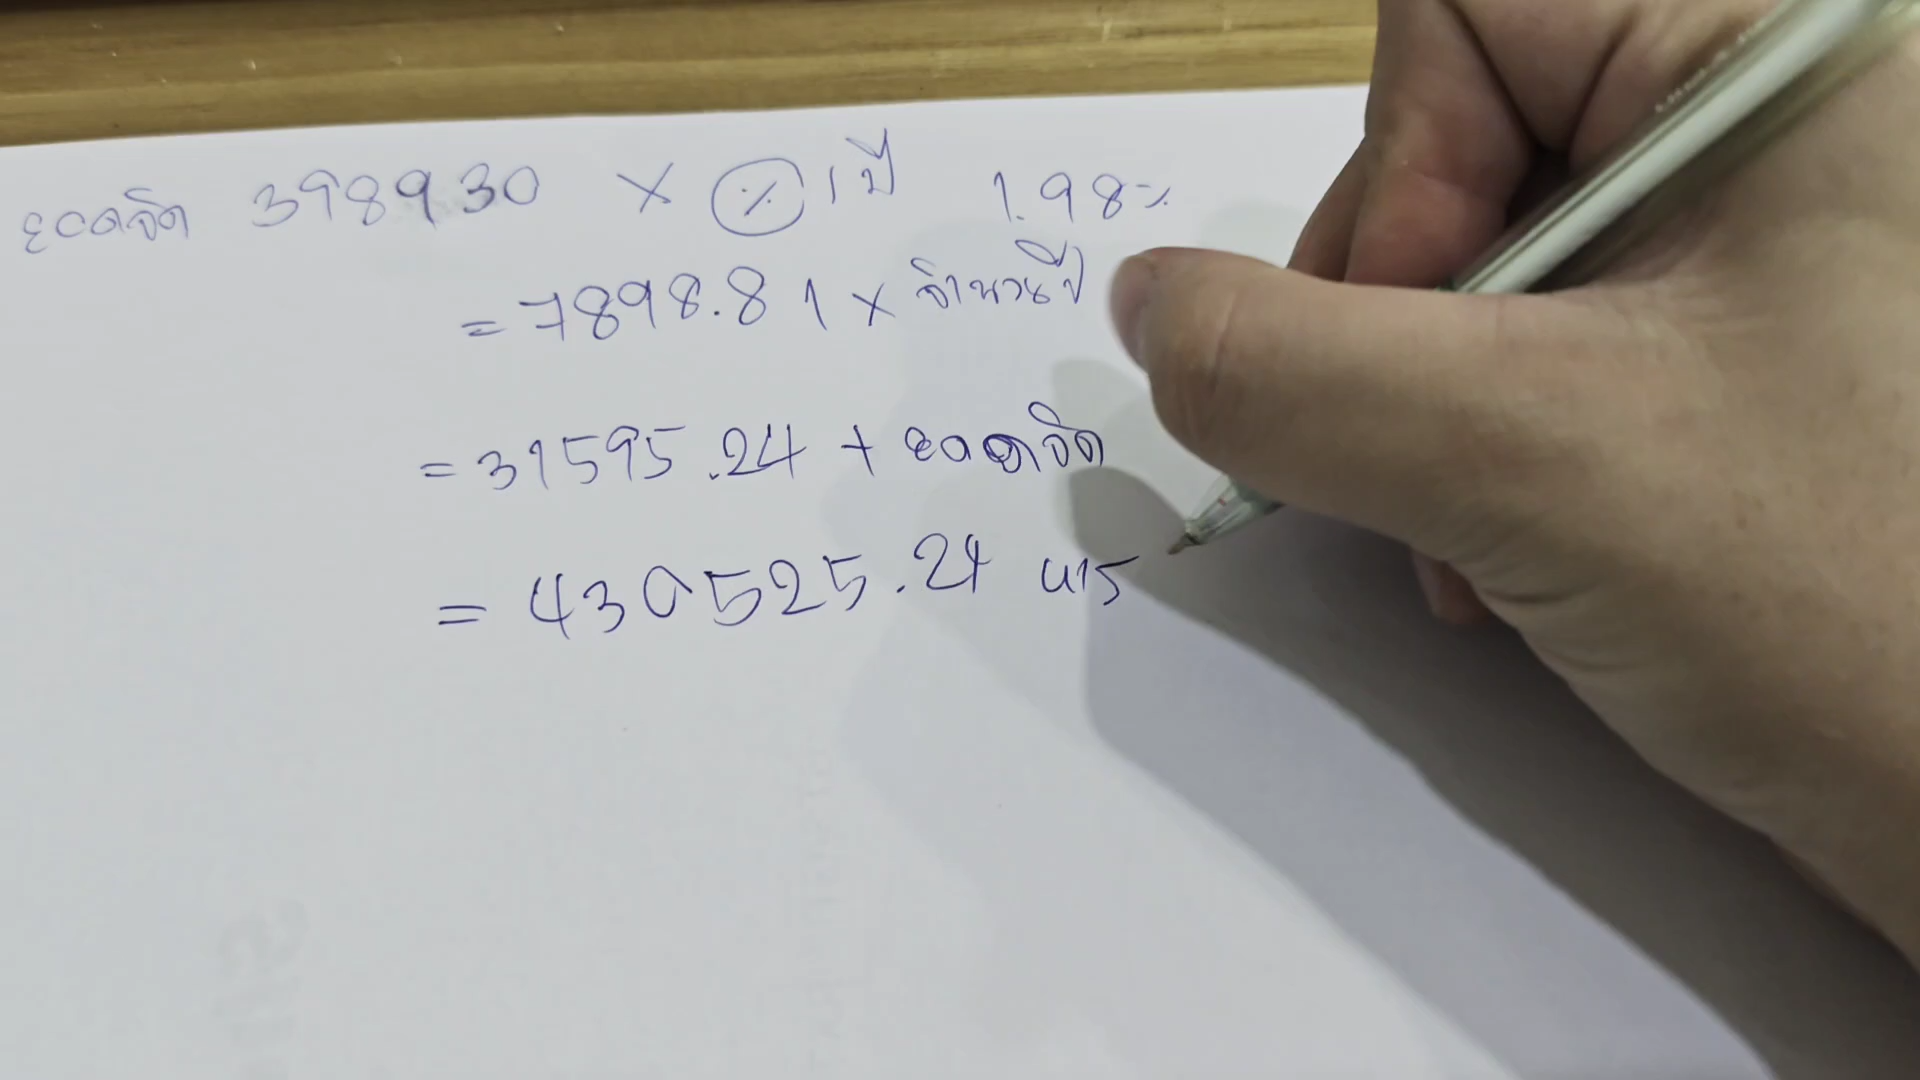 ยอดจัด 398930 × % 1 ปี 1.98%
= 7898.81 × จำนวนปี
= 31595.24 + ยอดจัด
= 430525.24 บาท